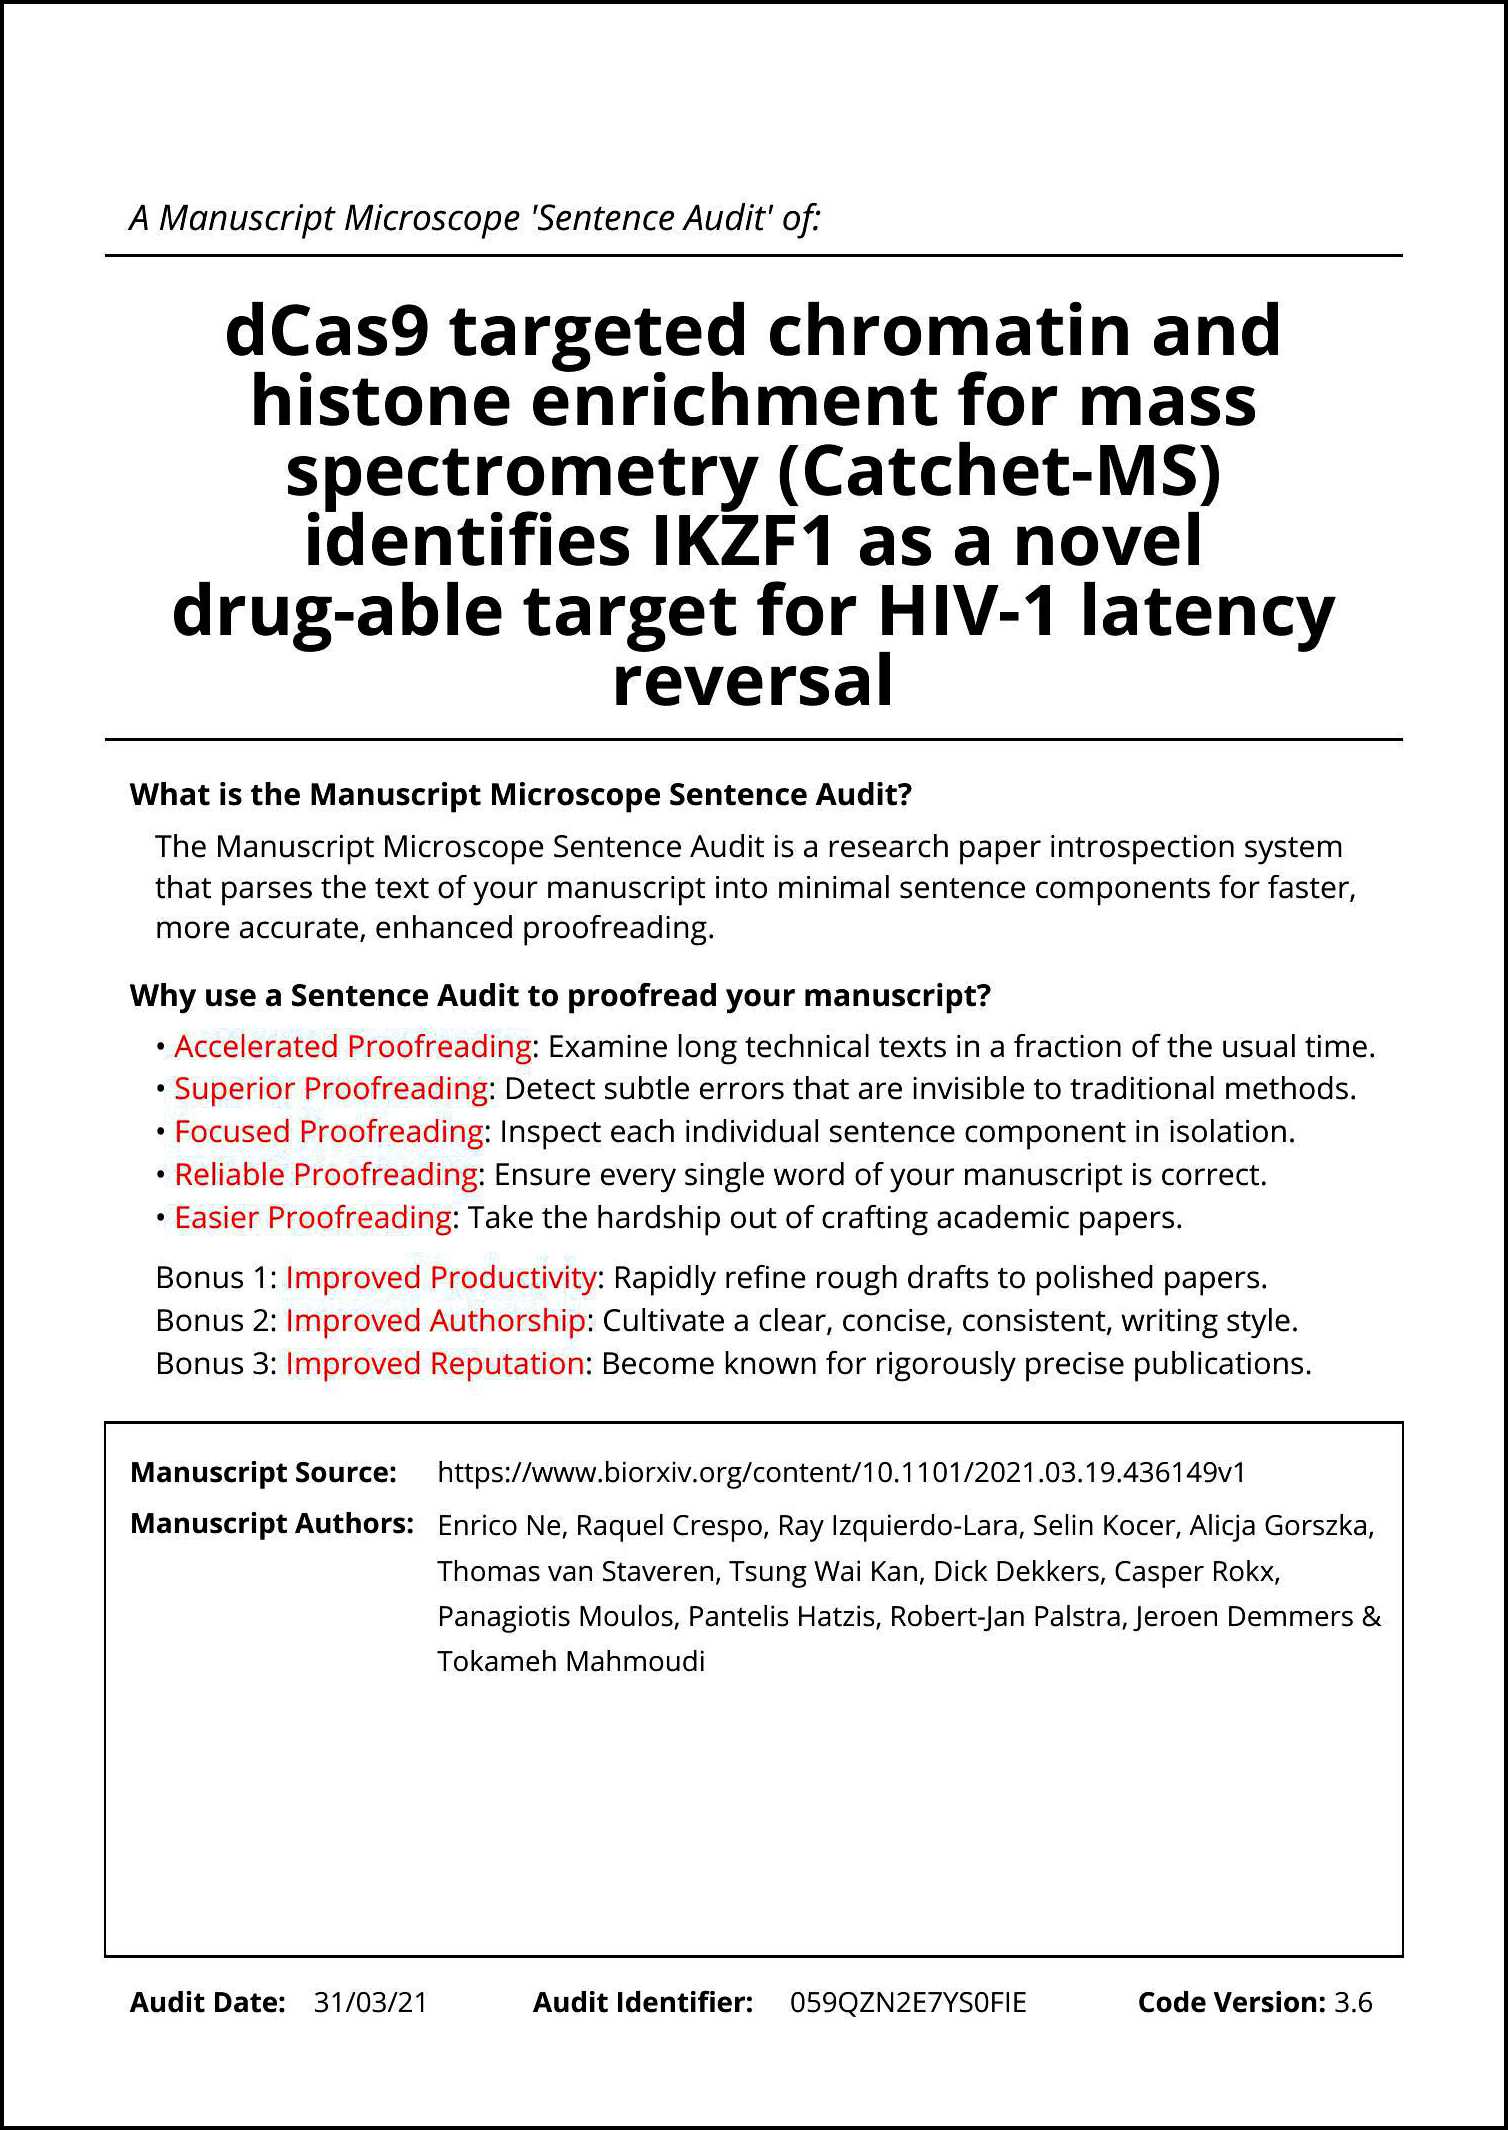 A Manuscript Microscope 'Sentence Audit' of:
dCas9 targeted chromatin and
histone enrichment for mass
spectrometry (Catchet-MS)
identifies IKZF1 as a novel
drug-able target for HIV-1 latency
reversal
What is the Manuscript Microscope Sentence Audit?
The Manuscript Microscope Sentence Audit is a research paper introspection system
that parses the text of your manuscript into minimal sentence components for faster,
more accurate, enhanced proofreading.
Why use a Sentence Audit to proofread your manuscript?
• Accelerated Proofreading: Examine long technical texts in a fraction of the usual time.
• Superior Proofreading: Detect subtle errors that are invisible to traditional methods.
• Focused Proofreading: Inspect each individual sentence component in isolation.
• Reliable Proofreading: Ensure every single word of your manuscript is correct.
• Easier Proofreading: Take the hardship out of crafting academic papers.
Bonus 1: Improved Productivity: Rapidly refine rough drafts to polished papers.
Bonus 2: Improved Authorship: Cultivate a clear, concise, consistent, writing style.
Bonus 3: Improved Reputation: Become known for rigorously precise publications.
Manuscript Source: https://www.biorxiv.org/content/10.1101/2021.03.19.436149v1
Manuscript Authors: Enrico Ne, Raquel Crespo, Ray Izquierdo-Lara, Selin Kocer, Alicja Gorszka,
Thomas van Staveren, Tsung Wai Kan, Dick Dekkers, Casper Rokx,
Panagiotis Moulos, Pantelis Hatzis, Robert-Jan Palstra, Jeroen Demmers &
Tokameh Mahmoudi
Audit Date: 31/03/21 Audit Identifier: 059QZN2E7YS0FIE Code Version: 3.6